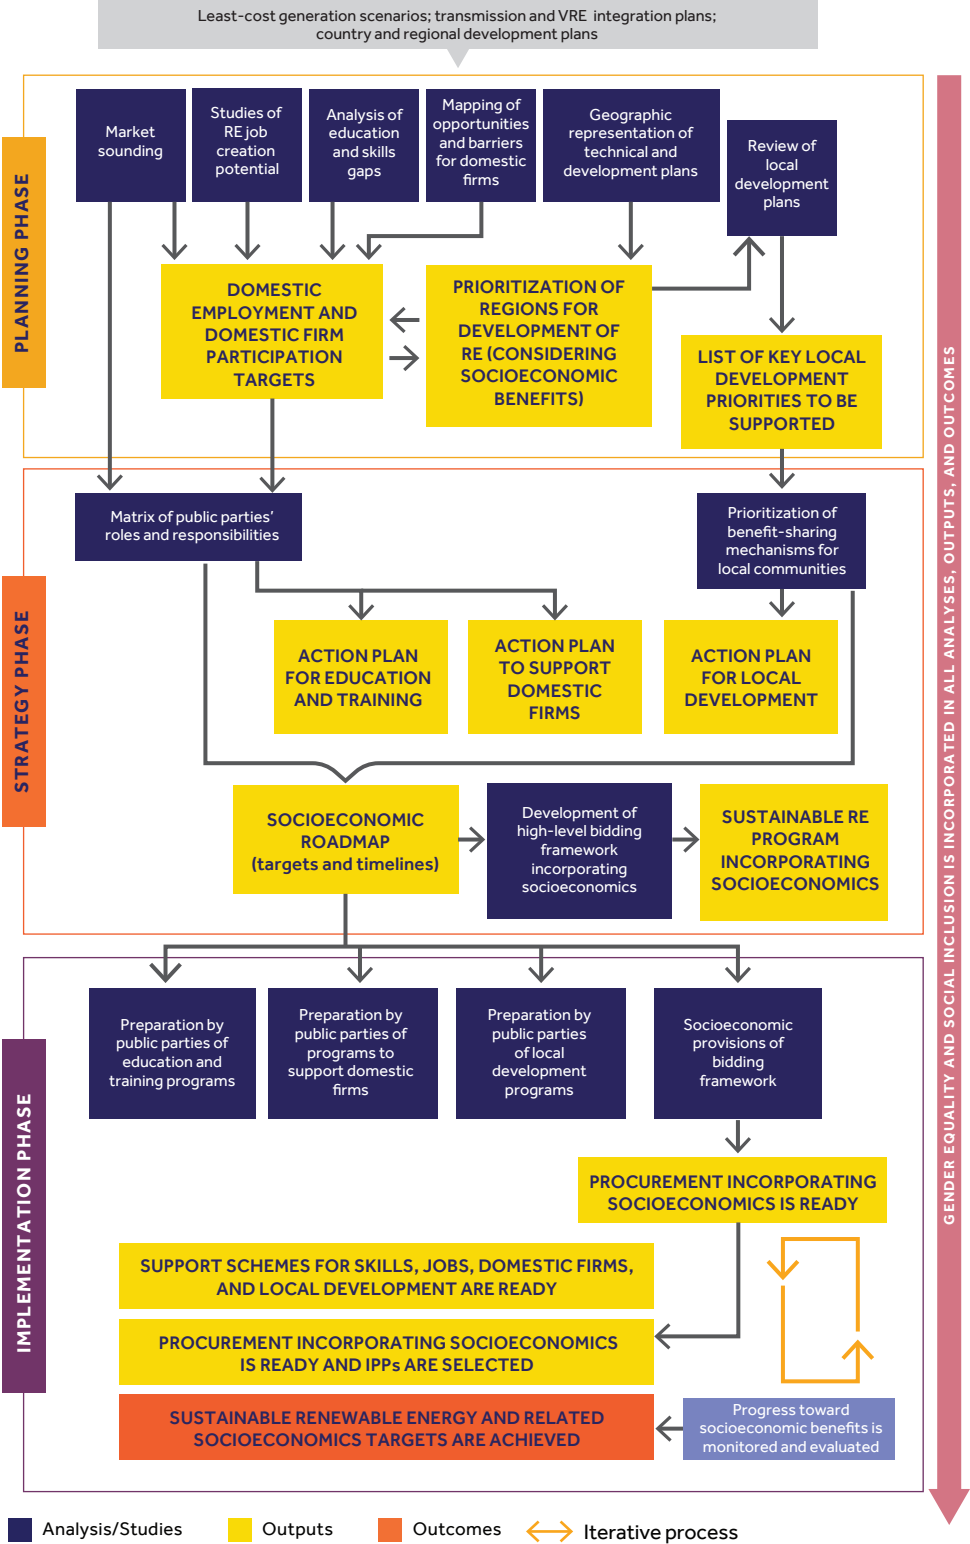 Least-cost generation scenarios; transmission and VRE integration plans;
country and regional development plans
PLANNING PHASE
Market
sounding
Studies of
RE job
creation
potential
Analysis of
education
and skills
gaps
Mapping of
opportunities
and barriers
for domestic
firms
Geographic
representation of
technical and
development plans
Review of
local
development
plans
DOMESTIC
EMPLOYMENT AND
DOMESTIC FIRM
PARTICIPATION
TARGETS
PRIORITIZATION OF
REGIONS FOR
DEVELOPMENT OF
RE (CONSIDERING
SOCIOECONOMIC
BENEFITS)
LIST OF KEY LOCAL
DEVELOPMENT
PRIORITIES TO BE
SUPPORTED
STRATEGY PHASE
Matrix of public parties’
roles and responsibilities
Prioritization of
benefit-sharing
mechanisms for
local communities
ACTION PLAN
FOR EDUCATION
AND TRAINING
ACTION PLAN
TO SUPPORT
DOMESTIC
FIRMS
ACTION PLAN
FOR LOCAL
DEVELOPMENT
SOCIOECONOMIC
ROADMAP
(targets and timelines)
Development of
high-level bidding
framework
incorporating
socioeconomics
SUSTAINABLE RE
PROGRAM
INCORPORATING
SOCIOECONOMICS
IMPLEMENTATION PHASE
Preparation by
public parties of
education and
training programs
Preparation by
public parties of
programs to
support domestic
firms
Preparation by
public parties
of local
development
programs
Socioeconomic
provisions of
bidding
framework
PROCUREMENT INCORPORATING
SOCIOECONOMICS IS READY
SUPPORT SCHEMES FOR SKILLS, JOBS, DOMESTIC FIRMS,
AND LOCAL DEVELOPMENT ARE READY
PROCUREMENT INCORPORATING SOCIOECONOMICS
IS READY AND IPPs ARE SELECTED
SUSTAINABLE RENEWABLE ENERGY AND RELATED
SOCIOECONOMICS TARGETS ARE ACHIEVED
Progress toward
socioeconomic benefits is
monitored and evaluated
GENDER EQUALITY AND SOCIAL INCLUSION IS INCORPORATED IN ALL ANALYSES, OUTPUTS, AND OUTCOMES
Analysis/Studies
Outputs
Outcomes
Iterative process